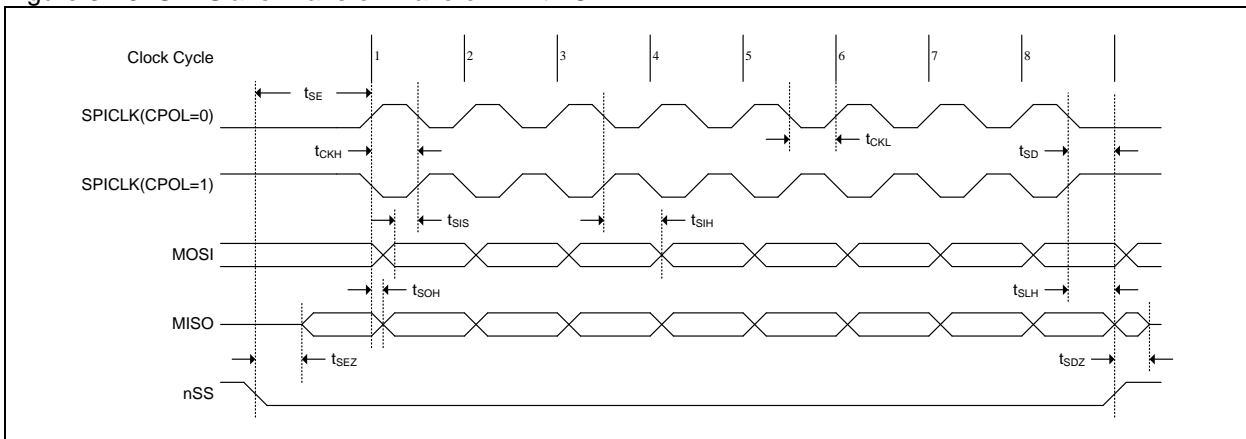 Clock Cycle
1 2 3 4 5 6 7 8
tSE
SPICLK(CPOL=0)
tCKH
tCKL
tSD
SPICLK(CPOL=1)
tSIS
tSIH
MOSI
tSOH
tSLH
MISO
tSEZ
tSDZ
nSS